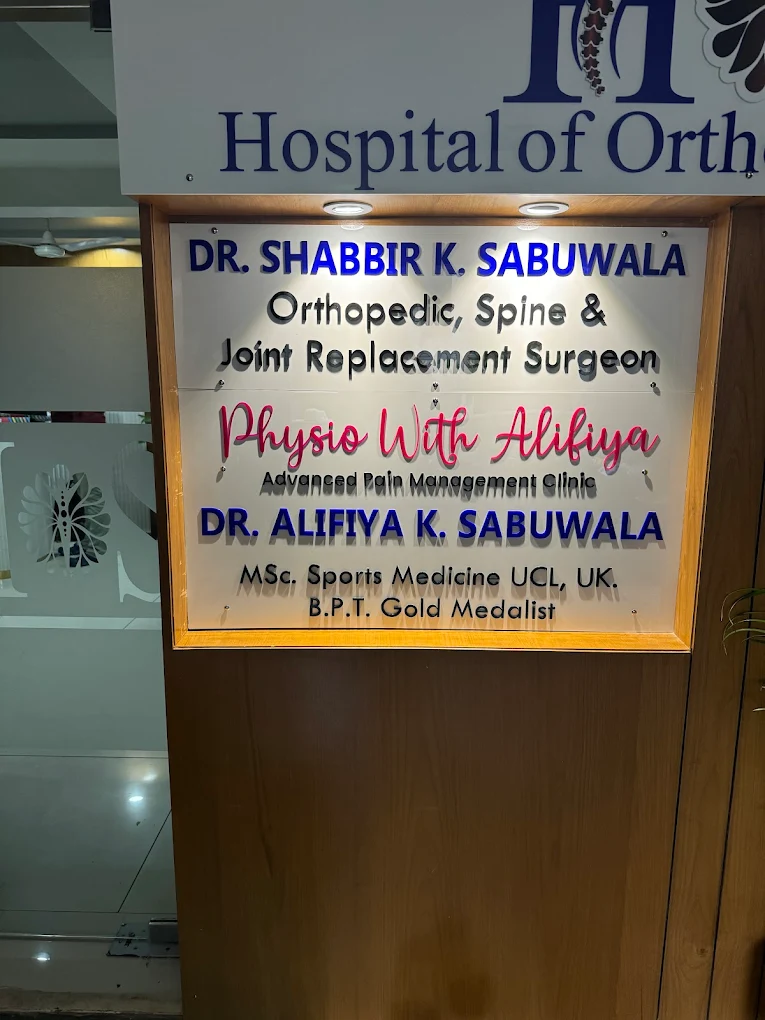 H
Hospital of Orth
DR. SHABBIR K. SABUWALA
Orthopedic, Spine &
Joint Replacement Surgeon
Physio With Alifiya
Advanced Pain Management Clinic
DR. ALIFIYA K. SABUWALA
MSc. Sports Medicine UCL, UK.
B.P.T. Gold Medalist